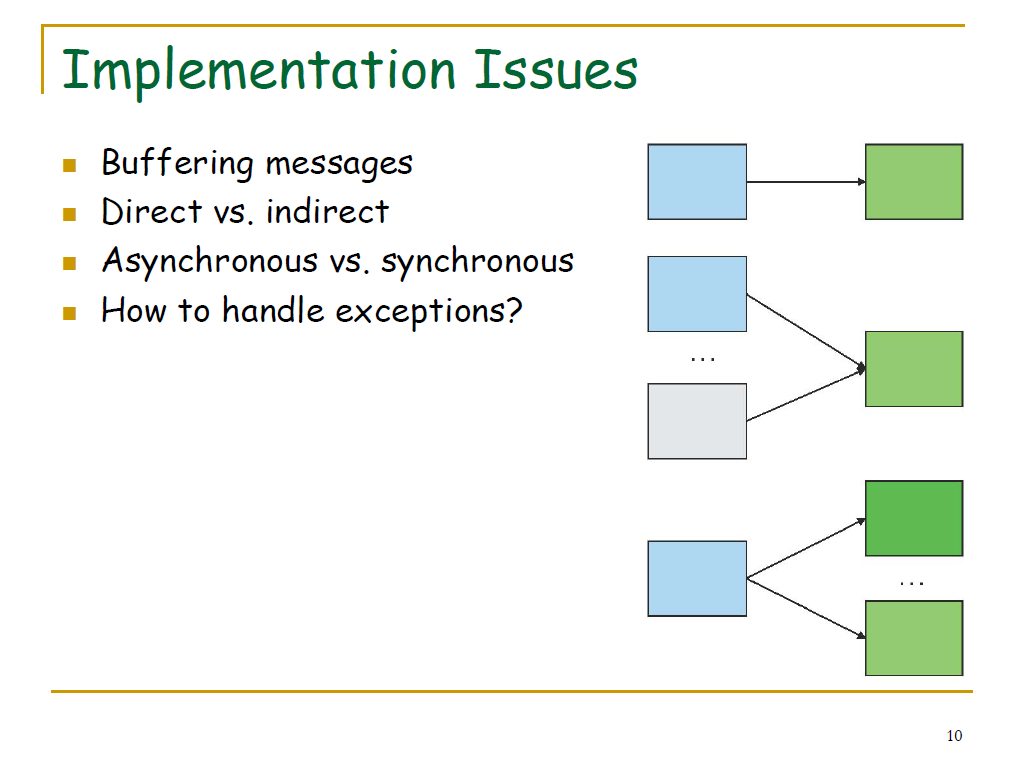 Implementation Issues
Buffering messages
Direct vs. indirect
Asynchronous vs. synchronous
How to handle exceptions?
...
...
10